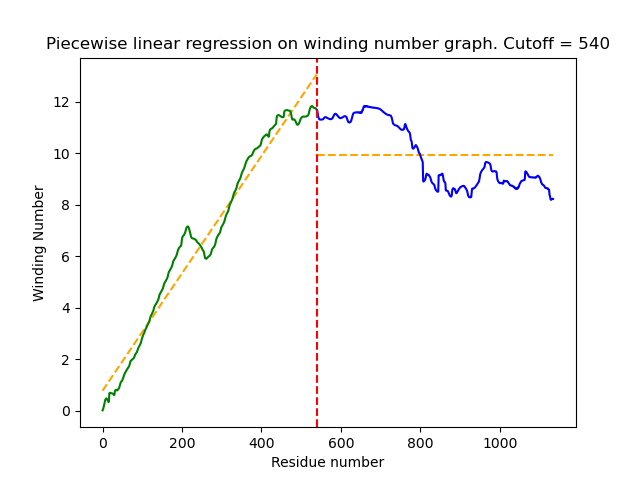 Piecewise linear regression on winding number graph. Cutoff = 540
Winding Number
12
10
8
6
4
2
0
0 200 400 600 800 1000
Residue number